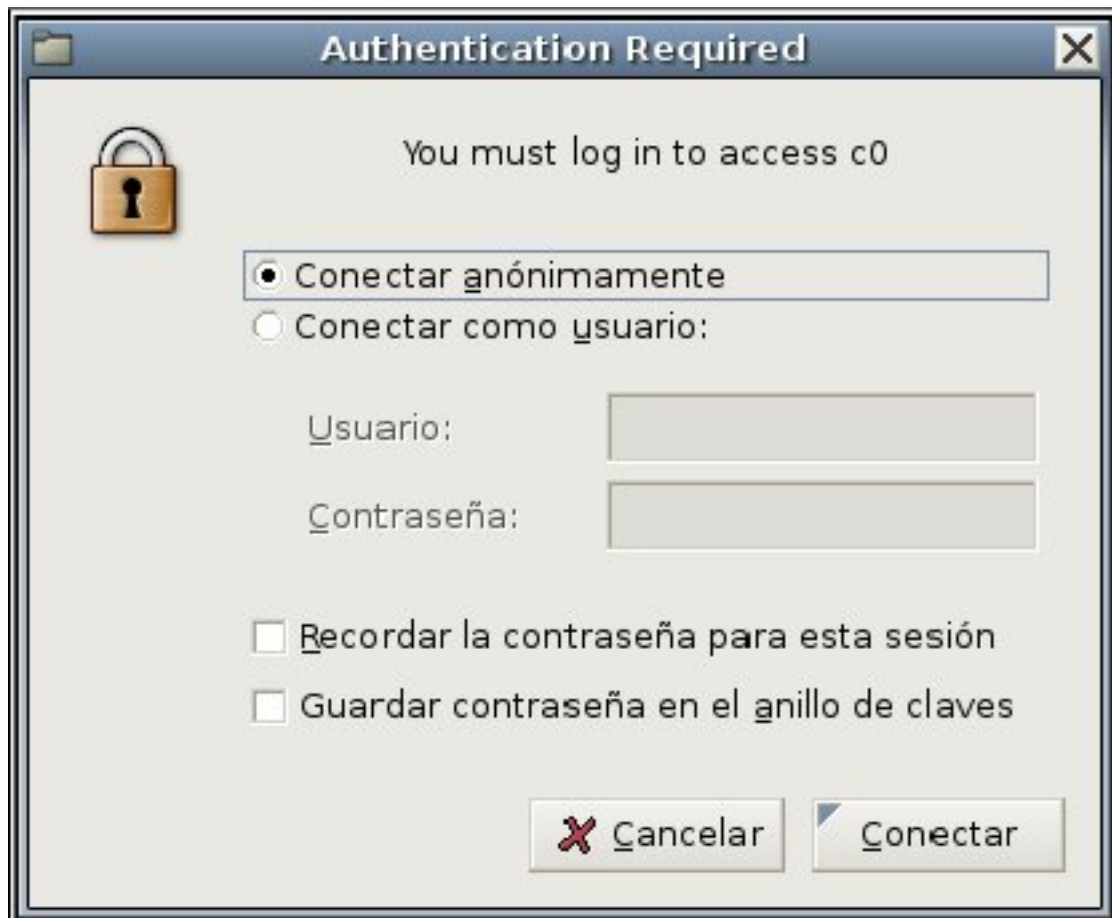 Authentication Required
You must log in to access c0
Conectar anónimamente
Conectar como usuario:
Usuario:
Contraseña:
Recordar la contraseña para esta sesión
Guardar contraseña en el anillo de claves
Cancelar
Conectar